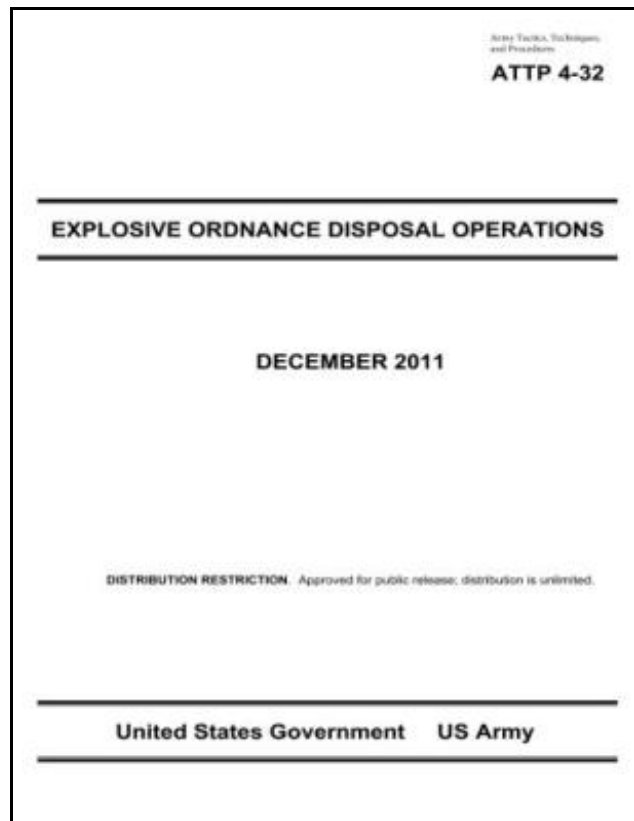 Army Tactics, Techniques,
and Procedures
ATTP 4-32
EXPLOSIVE ORDNANCE DISPOSAL OPERATIONS
DECEMBER 2011
DISTRIBUTION RESTRICTION. Approved for public release; distribution is unlimited.
United States Government US Army